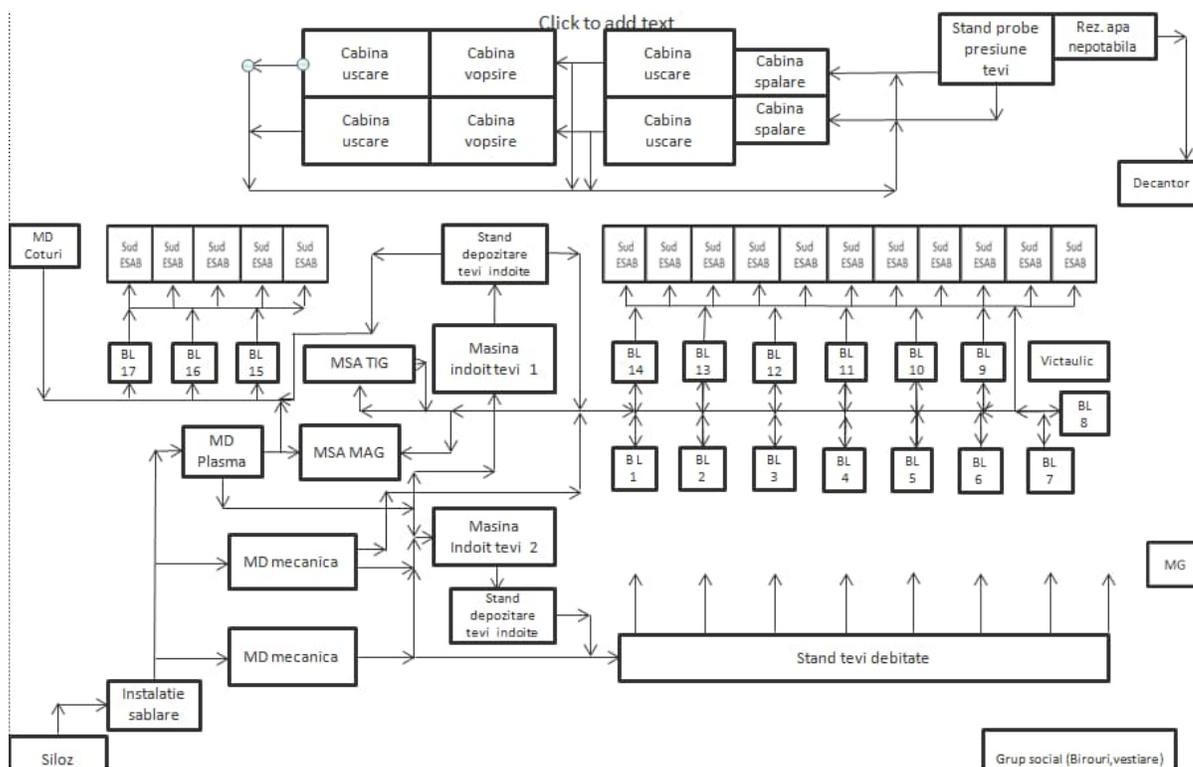 Click to add text
Cabina
uscare
Cabina
vopsire
Cabina
uscare
Cabina
spalare
Stand probe
presiune
tevi
Rez. apa
nepotabila
Cabina
uscare
Cabina
vopsire
Cabina
uscare
Cabina
spalare
Decantor
MD
Coturi
Sud
ESAB
Sud
ESAB
Sud
ESAB
Sud
ESAB
Sud
ESAB
Stand
depozitare
tevi indoite
Sud
ESAB
Sud
ESAB
Sud
ESAB
Sud
ESAB
Sud
ESAB
Sud
ESAB
Sud
ESAB
Sud
ESAB
Sud
ESAB
Sud
ESAB
Sud
ESAB
BL
17
BL
16
BL
15
MSA TIG
Masina
indoit tevi 1
BL
14
BL
13
BL
12
BL
11
BL
10
BL
9
Victaulic
BL
8
MD
Plasma
MSA MAG
BL
1
BL
2
BL
3
BL
4
BL
5
BL
6
BL
7
Masina
Indoit tevi 2
MD mecanica
MG
Stand
depozitare
tevi indoite
MD mecanica
Stand tevi debitate
Instalatie
sablare
Siloz
Grup social (Birouri,vestiare)